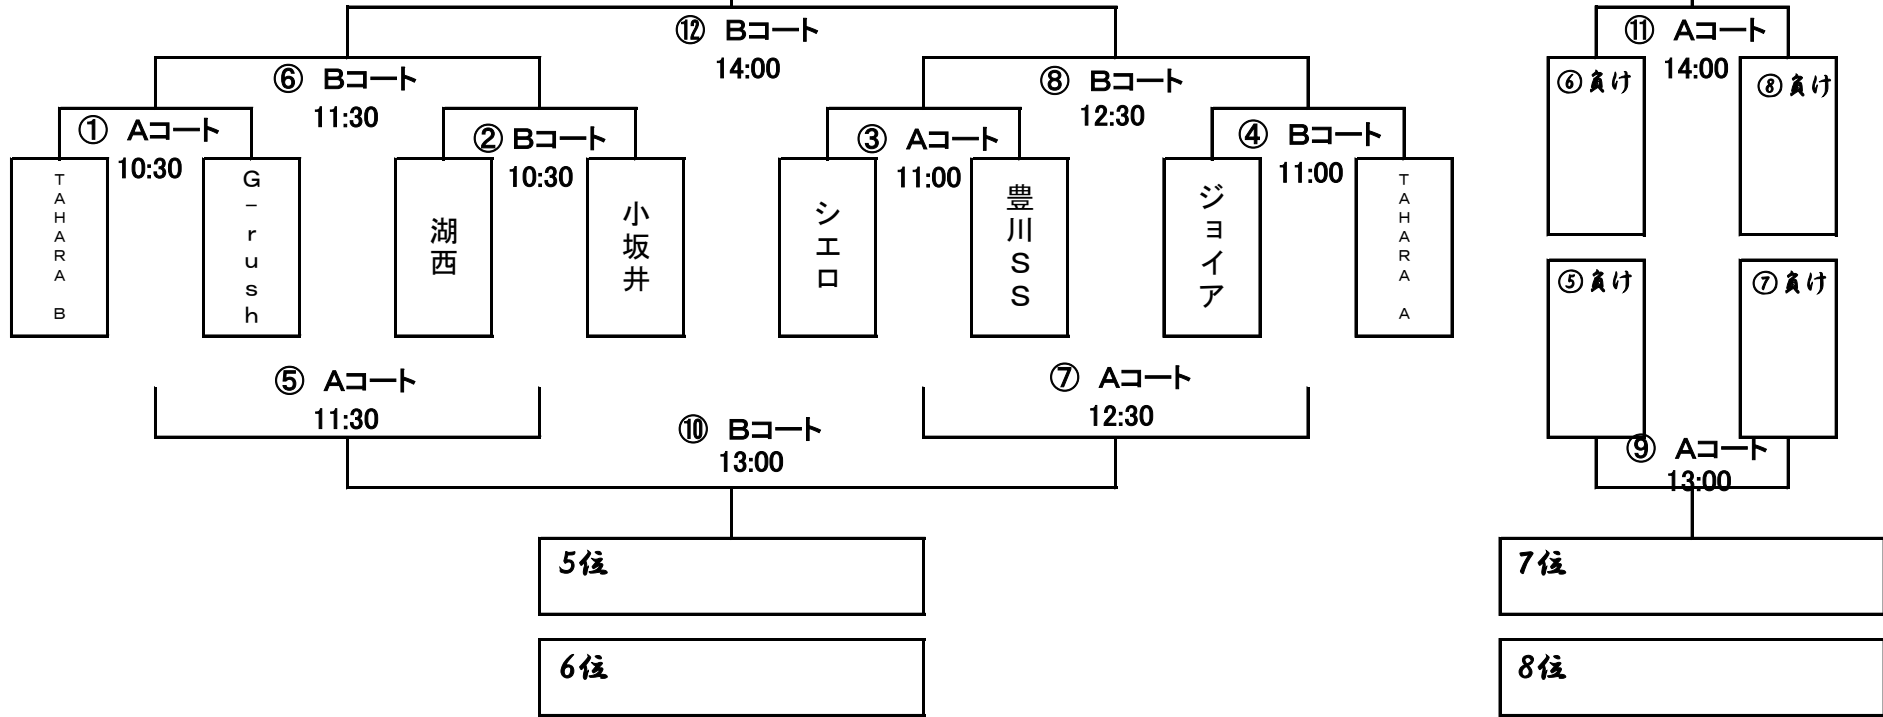 ⑫ Bコート
14:00
⑪ Aコート
14:00
⑥ Bコート
11:30
⑧ Bコート
12:30
⑥負け
⑧負け
① Aコート
10:30
② Bコート
10:30
③ Aコート
11:00
④ Bコート
11:00
TAHARA B
G-rush
湖西
小坂井
シエロ
豊川SS
ジョイア
TAHARA A
⑤負け
⑦負け
⑤ Aコート
11:30
⑦ Aコート
12:30
⑩ Bコート
13:00
⑨ Aコート
13:00
5位
7位
6位
8位